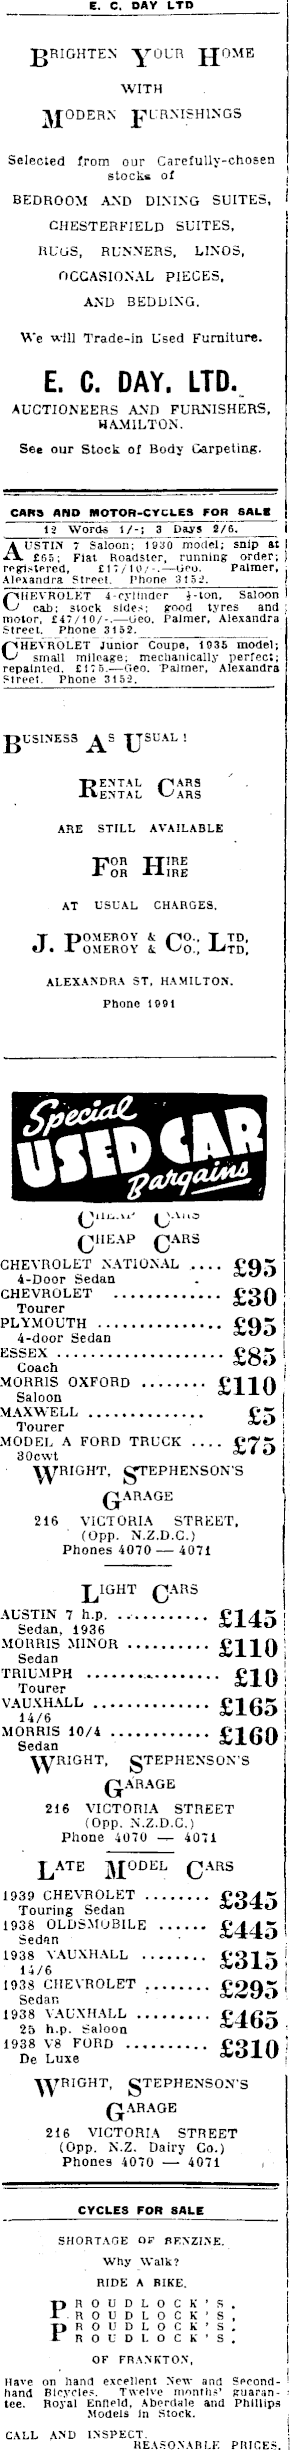 E. C. DAY LTD
BRIGHTEN YOUR HOME
WITH
MODERN FURNISHINGS
Selected from our Carefully-chosen
stocks of
BEDROOM AND DINING SUITES,
CHESTERFIELD SUITES,
RUGS, RUNNERS, LINOS,
OCCASIONAL PIECES,
AND BEDDING.
We will Trade-in Used Furniture.
E. C. DAY, LTD.
AUCTIONEERS AND FURNISHERS,
HAMILTON.
See our Stock of Body Carpeting.
CARS AND MOTOR-CYCLES FOR SALE
12 Words 1/-; 3 Days 2/6.
AUSTIN 7 Saloon; 1930 model; snip at
£65; Fiat Roadster, running order;
registered, £17/10/-.—Geo. Palmer,
Alexandra Street. Phone 3152.
CHEVROLET 4-cylinder ½-ton, Saloon
cab; stock sides; good tyres and
motor, £47/10/-.—Geo. Palmer, Alexandra
Street. Phone 3152.
CHEVROLET Junior Coupe, 1935 model;
small mileage; mechanically perfect;
repainted, £175.—Geo. Palmer, Alexandra
Street. Phone 3152.
BUSINESS AS USUAL!
RENTAL CARS
RENTAL CARS
ARE STILL AVAILABLE
FOR HIRE
FOR HIRE
AT USUAL CHARGES.
J. POMEROY & CO., LTD,
J. POMEROY & CO., LTD,
ALEXANDRA ST, HAMILTON.
Phone 1991
Special
USED CAR
Bargains
CHEAP CARS
CHEAP CARS
CHEVROLET NATIONAL .... £95
4-Door Sedan
CHEVROLET ............ £30
Tourer
PLYMOUTH .............. £95
4-door Sedan
ESSEX .................... £85
Coach
MORRIS OXFORD ........ £110
Saloon
MAXWELL .............. £5
Tourer
MODEL A FORD TRUCK .... £75
30cwt
WRIGHT, STEPHENSON'S
GARAGE
216 VICTORIA STREET,
(Opp. N.Z.D.C.)
Phones 4070 — 4071
LIGHT CARS
AUSTIN 7 h.p. ........... £145
Sedan, 1936
MORRIS MINOR .......... £110
Sedan
TRIUMPH ................ £10
Tourer
VAUXHALL .............. £165
14/6
MORRIS 10/4 ............ £160
Sedan
WRIGHT, STEPHENSON'S
GARAGE
216 VICTORIA STREET
(Opp. N.Z.D.C.)
Phone 4070 — 4071
LATE MODEL CARS
1939 CHEVROLET ........ £345
Touring Sedan
1938 OLDSMOBILE ...... £445
Sedan
1938 VAUXHALL ........ £315
14/6
1938 CHEVROLET ........ £295
Sedan
1938 VAUXHALL ......... £465
25 h.p. Saloon
1938 V8 FORD .......... £310
De Luxe
WRIGHT, STEPHENSON'S
GARAGE
216 VICTORIA STREET
(Opp. N.Z. Dairy Co.)
Phones 4070 — 4071
CYCLES FOR SALE
SHORTAGE OF BENZINE.
Why Walk?
RIDE A BIKE.
PROUDLOCK'S,
PROUDLOCK'S,
PROUDLOCK'S,
PROUDLOCK'S,
OF FRANKTON,
Have on hand excellent New and Second-
hand Bicycles. Twelve months' guaran-
tee. Royal Enfield, Aberdale and Phillips
Models in Stock.
CALL AND INSPECT.
REASONABLE PRICES.